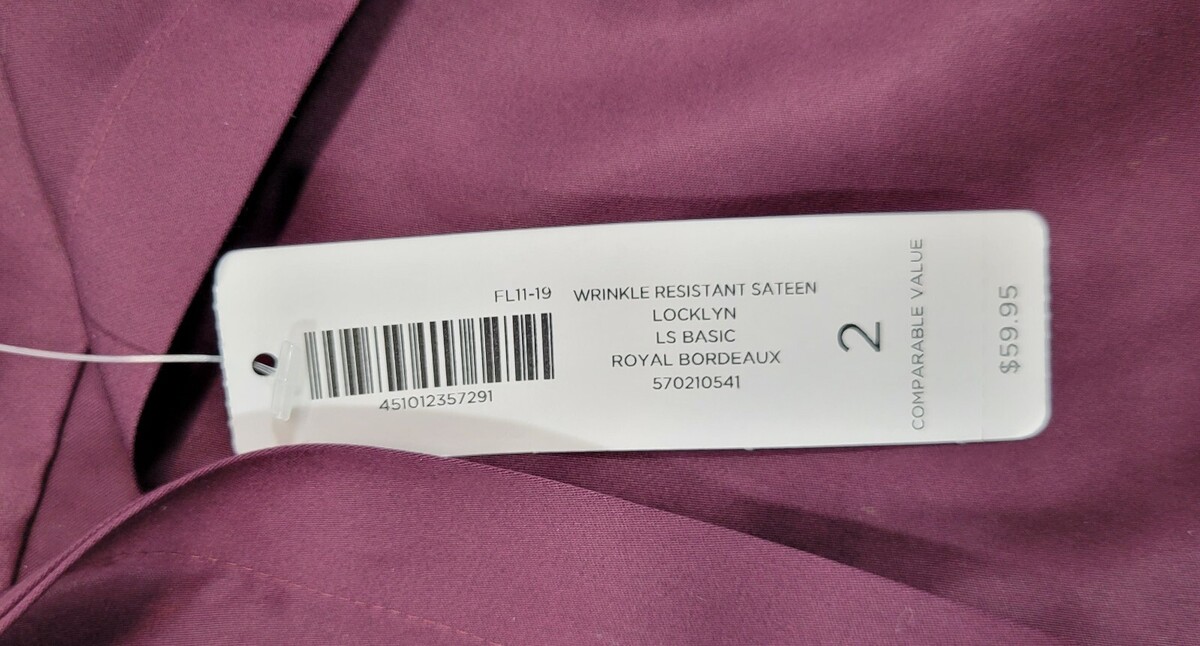 FL11-19
451012357291
WRINKLE RESISTANT SATEEN
LOCKLYN
LS BASIC
ROYAL BORDEAUX
570210541
2
COMPARABLE VALUE
$59.95